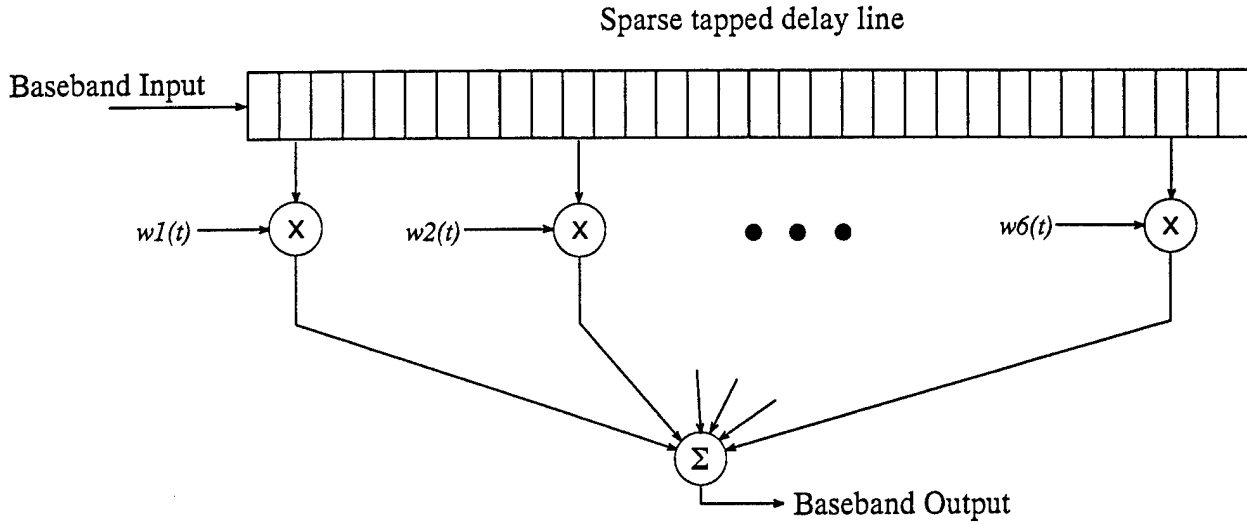 Sparse tapped delay line
Baseband Input
w1(t)
X
w2(t)
X
w6(t)
X
Σ
Baseband Output